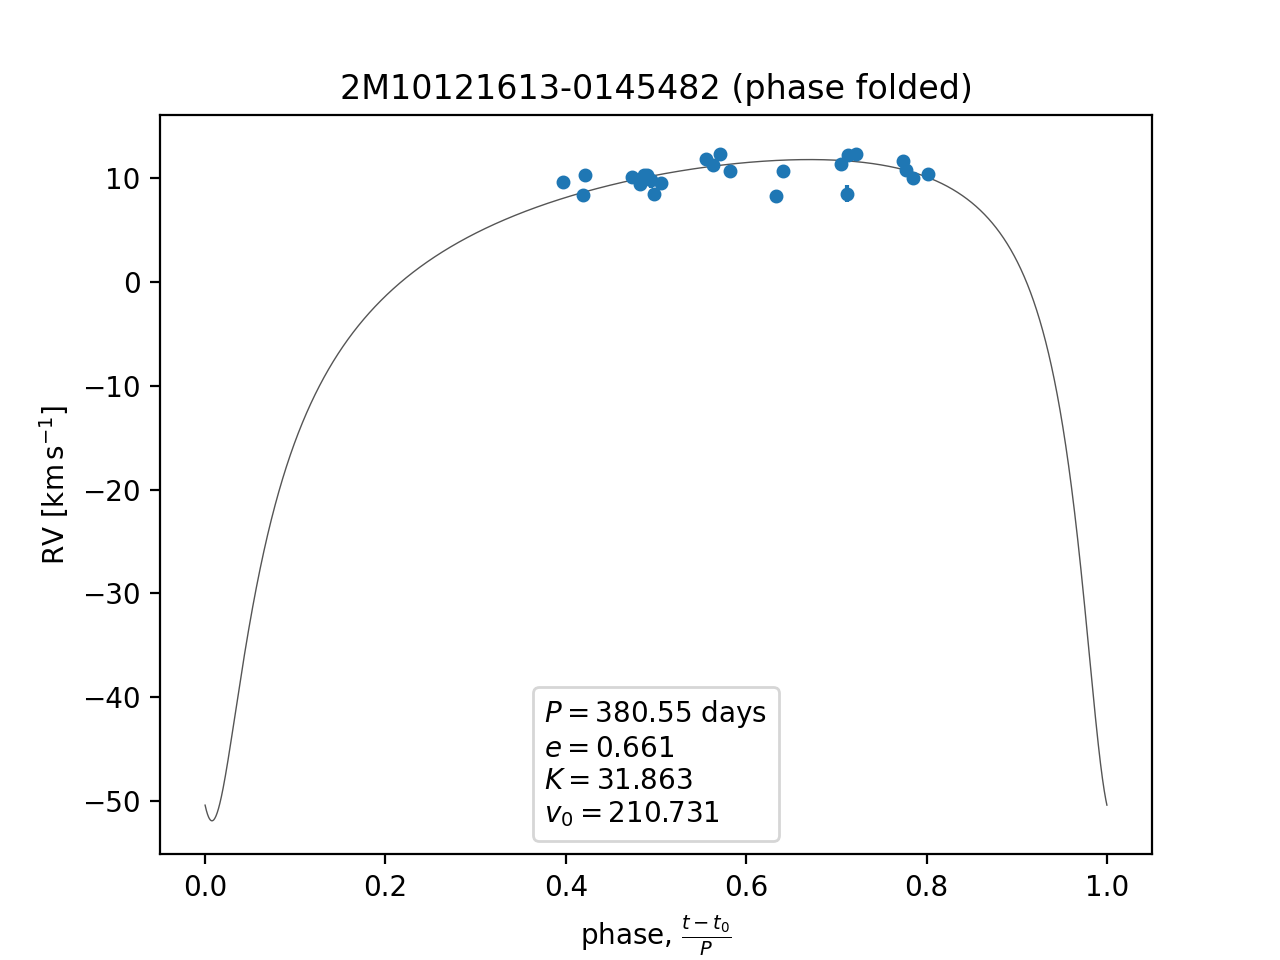 2M10121613-0145482 (phase folded)
10
0
−10
−20
−30
−40
−50
RV [km s⁻¹]
P = 380.55 days
e = 0.661
K = 31.863
v₀ = 210.731
0.0 0.2 0.4 0.6 0.8 1.0
phase, (t − t₀)/P